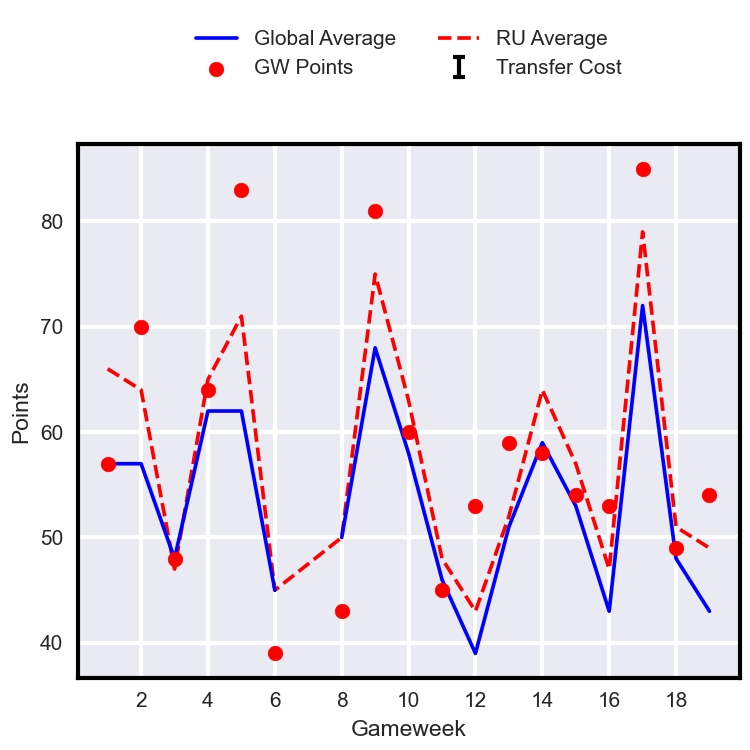 Global Average
RU Average
GW Points
Transfer Cost
80
70
60
50
40
Points
2 4 6 8 10 12 14 16 18
Gameweek